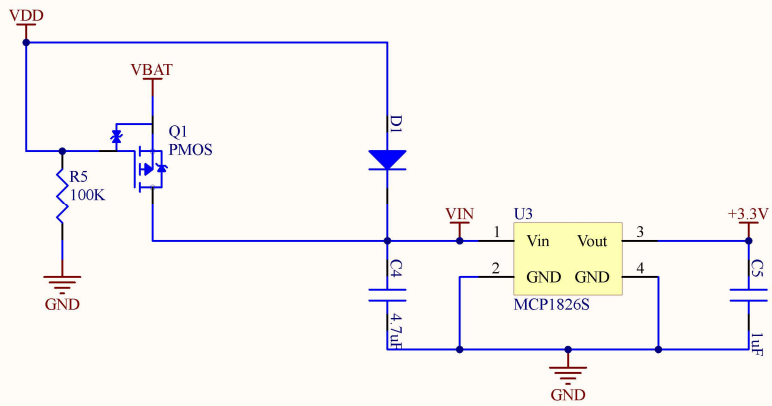 VDD
VBAT
Q1
PMOS
R5
100K
GND
D1
VIN
C4
4.7uF
U3
1 Vin Vout 3
2 GND GND 4
MCP1826S
+3.3V
C5
1uF
GND